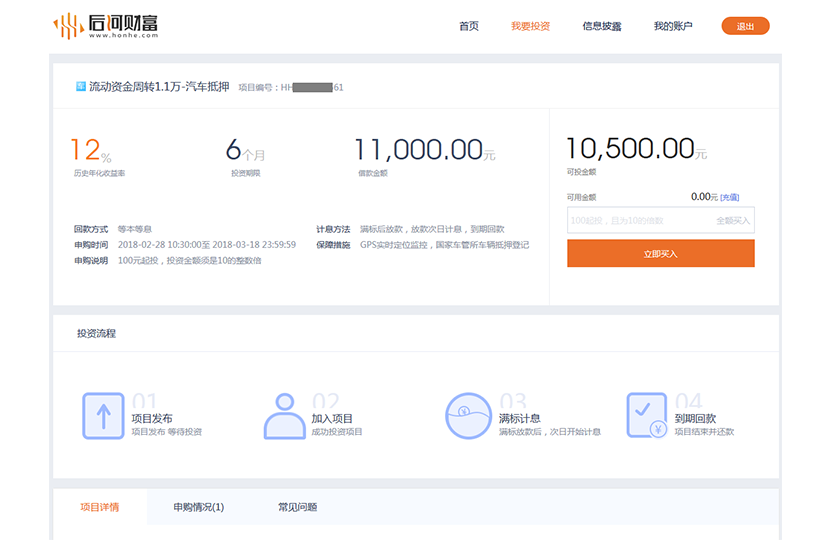 后河财富
www.honhe.com
首页 我要投资 信息披露 我的账户 退出
车 流动资金周转1.1万-汽车抵押 项目编号：HH 61
12% 6个月 11,000.00元
历史年化收益率 投资期限 借款金额
10,500.00元
可投金额
可用金额 0.00元 [充值]
100起投，且为10的倍数 全额买入
立即买入
回款方式 等本等息 计息方法 满标后放款，放款次日计息，到期回款
申购时间 2018-02-28 10:30:00至 2018-03-18 23:59:59 保障措施 GPS实时定位监控，国家车管所车辆抵押登记
申购说明 100元起投，投资金额须是10的整数倍
投资流程
01 02 03 04
项目发布 加入项目 满标计息 到期回款
项目发布 等待投资 成功投资项目 满标放款后，次日开始计息 项目结束并还款
项目详情 申购情况(1) 常见问题